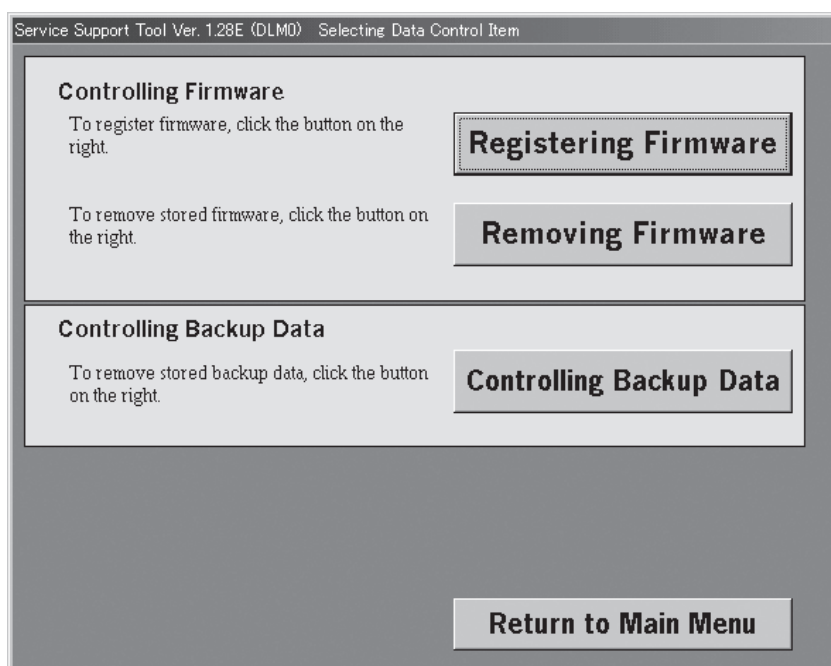 Service Support Tool Ver. 1.28E (DLM0) Selecting Data Control Item
Controlling Firmware
To register firmware, click the button on the
right.
Registering Firmware
To remove stored firmware, click the button on
the right.
Removing Firmware
Controlling Backup Data
To remove stored backup data, click the button
on the right.
Controlling Backup Data
Return to Main Menu